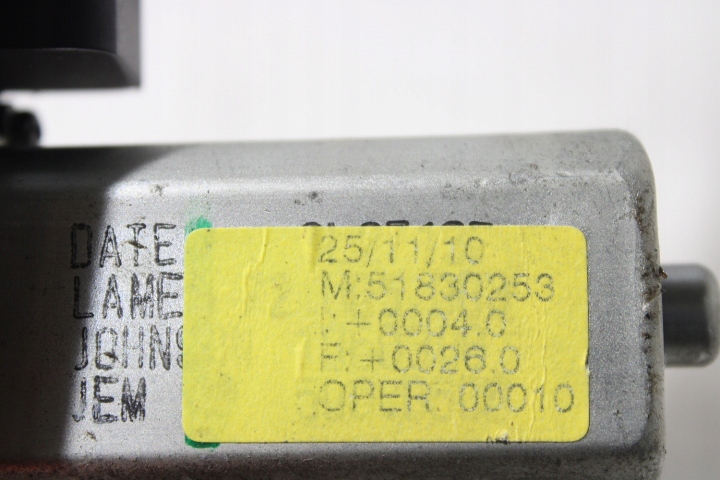 DATE
LAME
JOHNS
JEM
25/11/10
M:51830253
I:+0004.0
F:+0026.0
OPER: 00010